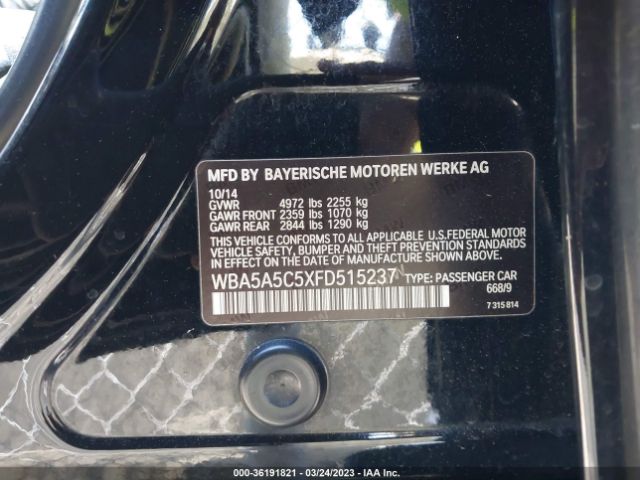 MFD BY BAYERISCHE MOTOREN WERKE AG
10/14
GVWR 4972 lbs 2255 kg
GAWR FRONT 2359 lbs 1070 kg
GAWR REAR 2844 lbs 1290 kg
THIS VEHICLE CONFORMS TO ALL APPLICABLE U.S.FEDERAL MOTOR
VEHICLE SAFETY, BUMPER AND THEFT PREVENTION STANDARDS
IN EFFECT ON THE DATE OF MANUFACTURE SHOWN ABOVE.
WBA5A5C5XFD515237 TYPE: PASSENGER CAR
668/9
7 315 814
000-36191821 - 03/24/2023 - IAA Inc.